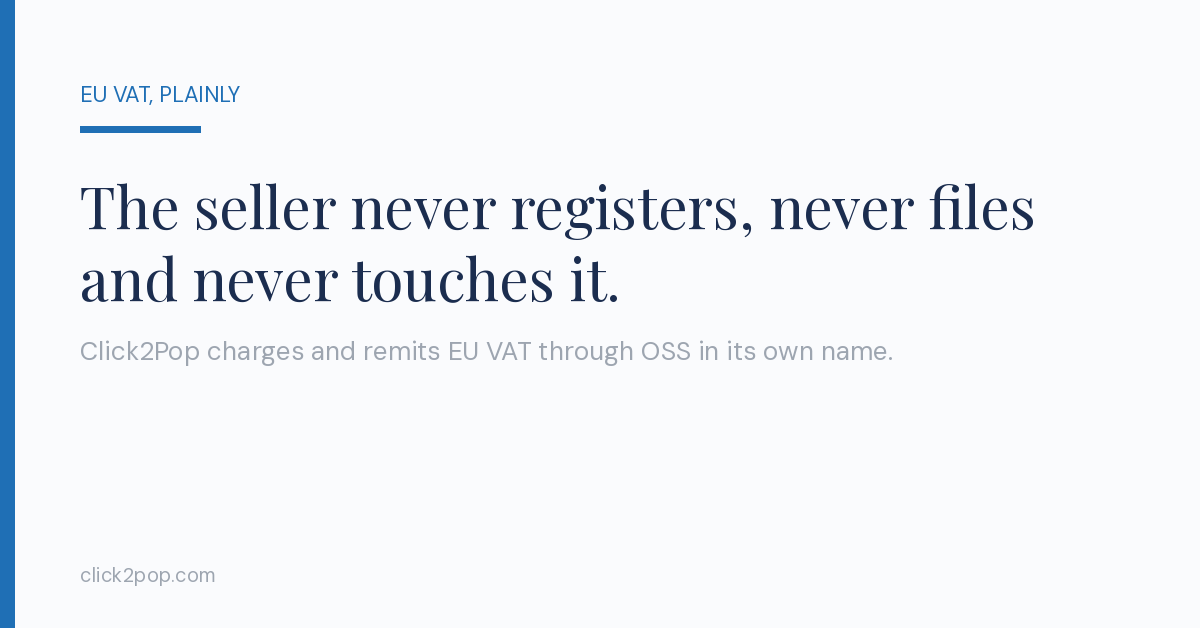 EU VAT, PLAINLY
The seller never registers, never files
and never touches it.
Click2Pop charges and remits EU VAT through OSS in its own name.
click2pop.com